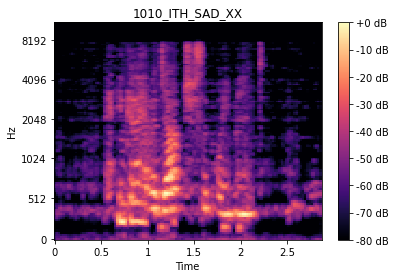 1010_ITH_SAD_XX
+0 dB
8192
-10 dB
4096
-20 dB
-30 dB
Hz
2048
-40 dB
1024
-50 dB
-60 dB
512
-70 dB
0
-80 dB
0 0.5 1 1.5 2 2.5
Time